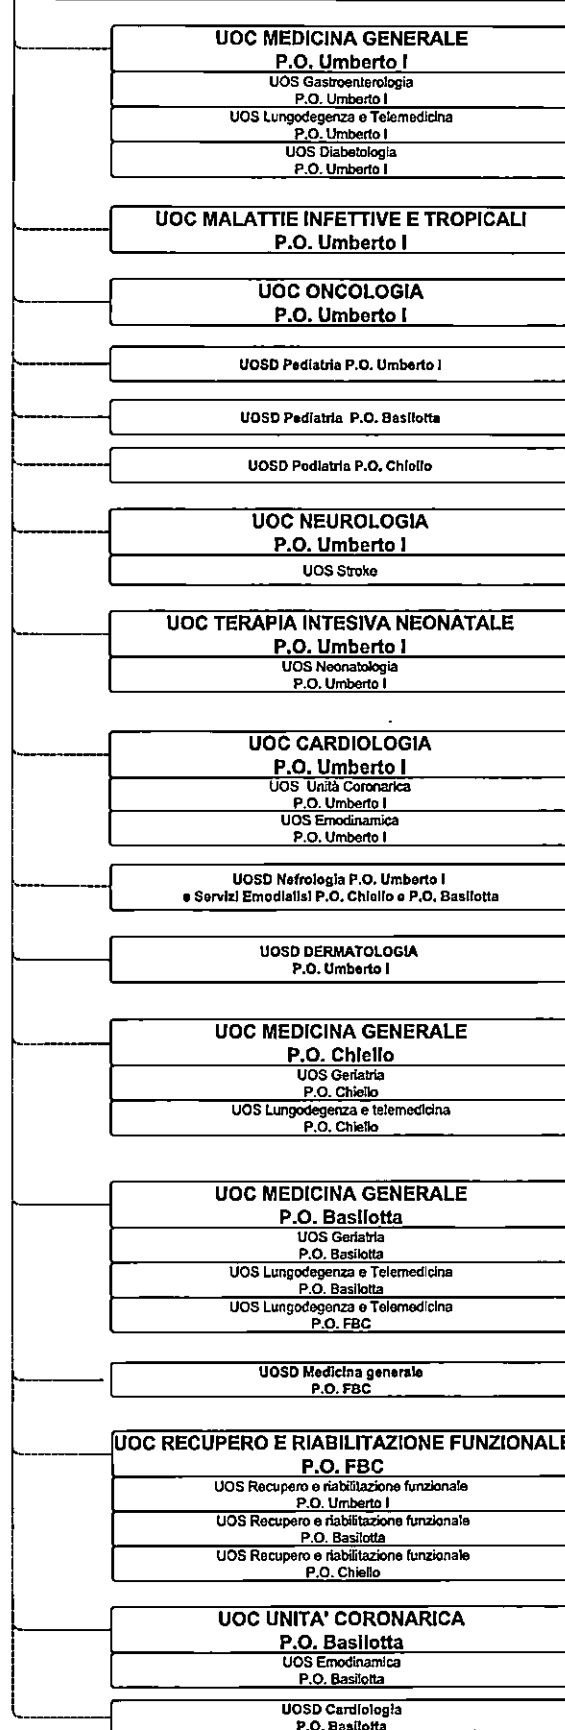 UOC MEDICINA GENERALE
P.O. Umberto I
UOS Gastroenterologia
P.O. Umberto I
UOS Lungodegenza e Telemedicina
P.O. Umberto I
UOS Diabetologia
P.O. Umberto I
UOC MALATTIE INFETTIVE E TROPICALI
P.O. Umberto I
UOC ONCOLOGIA
P.O. Umberto I
UOSD Pediatria P.O. Umberto I
UOSD Pediatria P.O. Basilotta
UOSD Pediatria P.O. Chiello
UOC NEUROLOGIA
P.O. Umberto I
UOS Stroke
UOC TERAPIA INTESIVA NEONATALE
P.O. Umberto I
UOS Neonatologia
P.O. Umberto I
UOC CARDIOLOGIA
P.O. Umberto I
UOS Unità Coronarica
P.O. Umberto I
UOS Emodinamica
P.O. Umberto I
UOSD Nefrologia P.O. Umberto I
e Servizi Emodialisi P.O. Chiello e P.O. Basilotta
UOSD DERMATOLOGIA
P.O. Umberto I
UOC MEDICINA GENERALE
P.O. Chiello
UOS Geriatria
P.O. Chiello
UOS Lungodegenza e telemedicina
P.O. Chiello
UOC MEDICINA GENERALE
P.O. Basilotta
UOS Geriatria
P.O. Basilotta
UOS Lungodegenza e Telemedicina
P.O. Basilotta
UOS Lungodegenza e Telemedicina
P.O. FBC
UOSD Medicina generale
P.O. FBC
UOC RECUPERO E RIABILITAZIONE FUNZIONALE
P.O. FBC
UOS Recupero e riabilitazione funzionale
P.O. Umberto I
UOS Recupero e riabilitazione funzionale
P.O. Basilotta
UOS Recupero e riabilitazione funzionale
P.O. Chiello
UOC UNITA' CORONARICA
P.O. Basilotta
UOS Emodinamica
P.O. Basilotta
UOSD Cardiologia
P.O. Basilotta